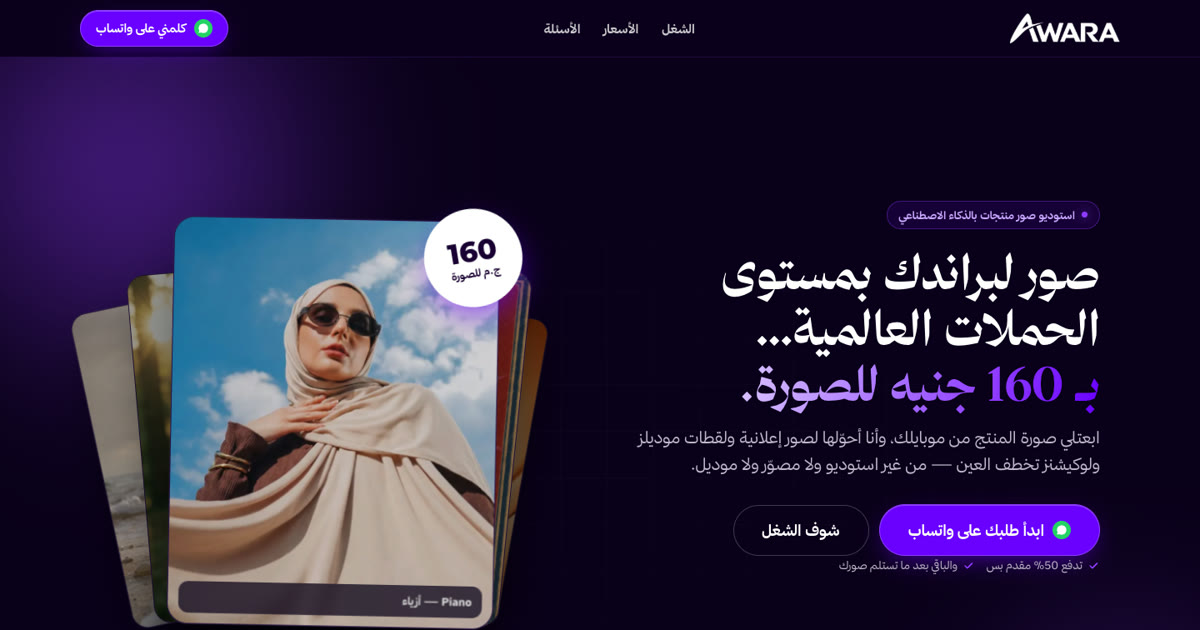 AWARA
الشغل
الأسعار
الأسئلة
كلمني على واتساب
استوديو صور منتجات بالذكاء الاصطناعي
صور لبراندك بمستوى
الحملات العالمية...
بـ 160 جنيه للصورة.
ابعتلي صورة المنتج من موبايلك، وأنا أحوّلها لصور إعلانية ولقطات موديلز
ولوكيشنز تخطف العين — من غير استوديو ولا مصوّر ولا موديل.
ابدأ طلبك على واتساب
شوف الشغل
تدفع 50% مقدم بس
والباقي بعد ما تستلم صورك
160
ج.م للصورة
Piano — أزياء